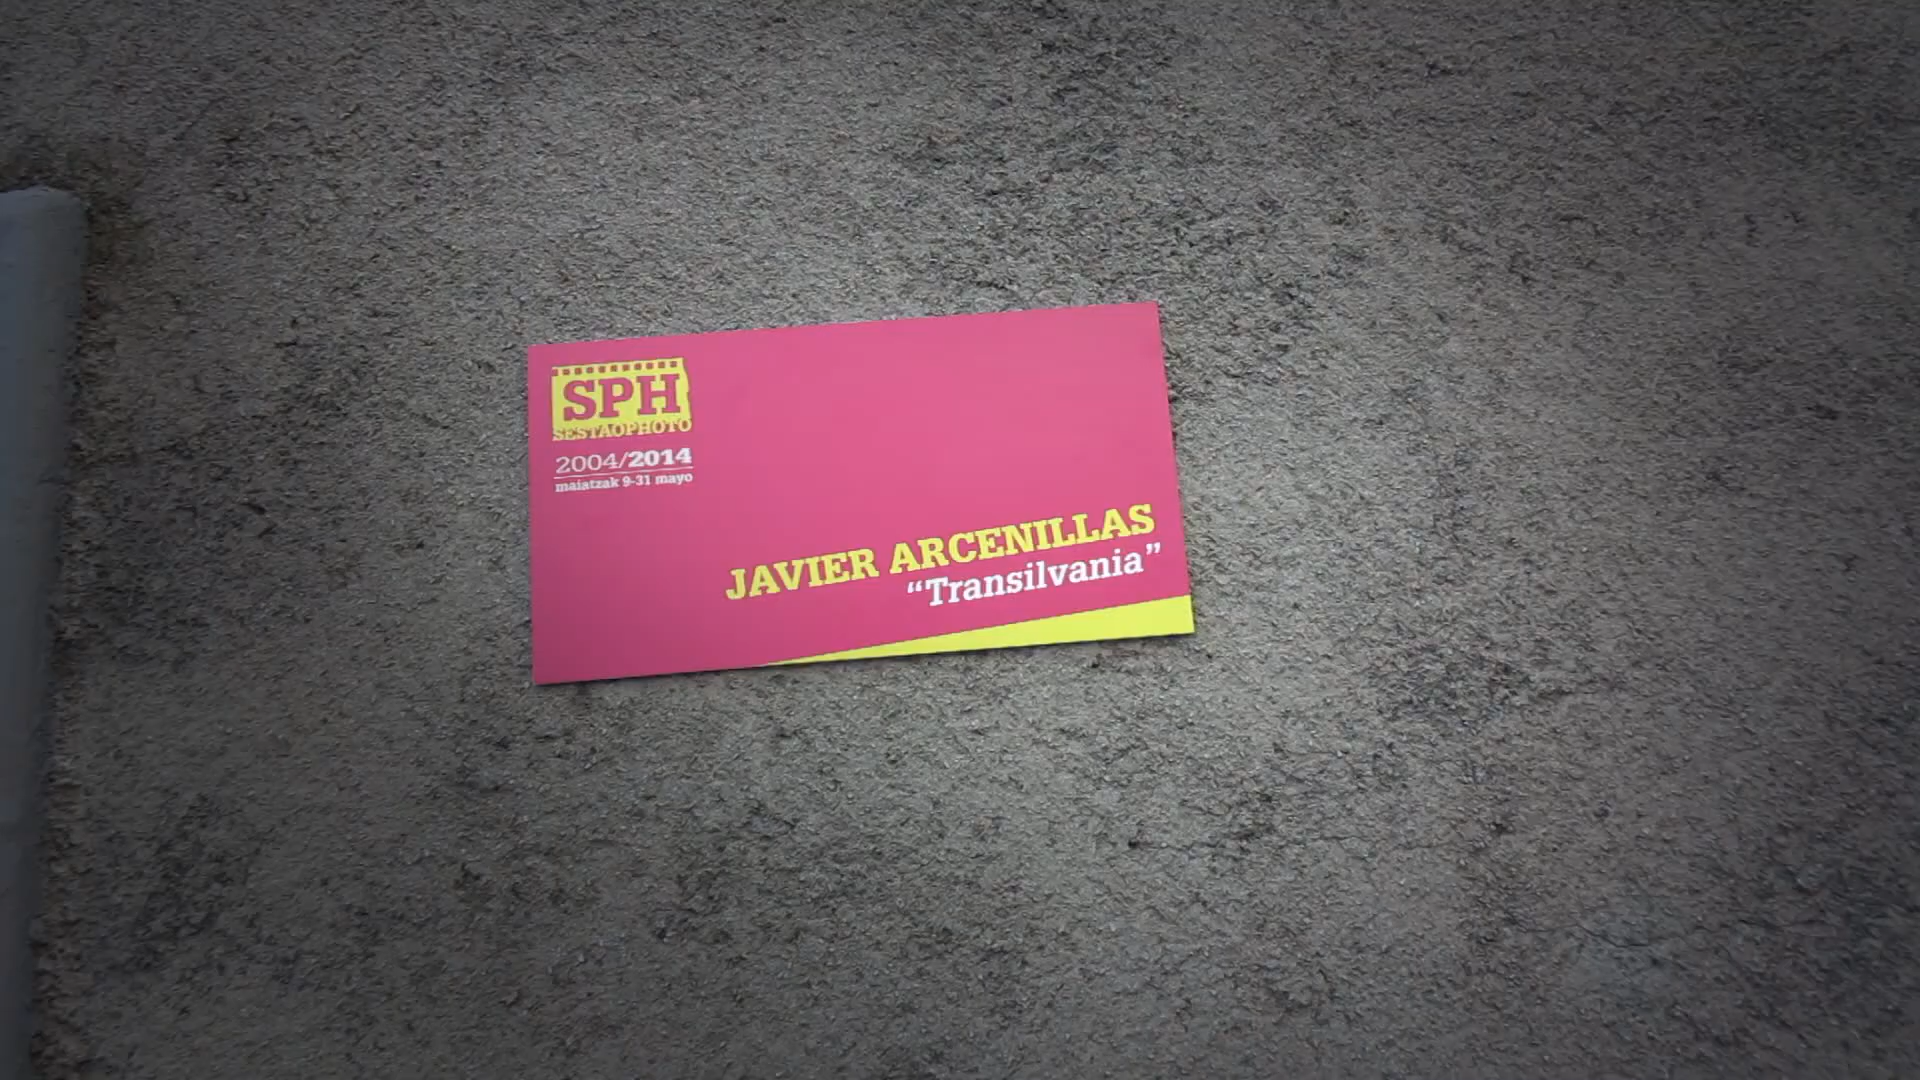 SPH
SESTAOPHOTO
2004/2014
maiatzak 9-31 mayo
JAVIER ARCENILLAS
“Transilvania”